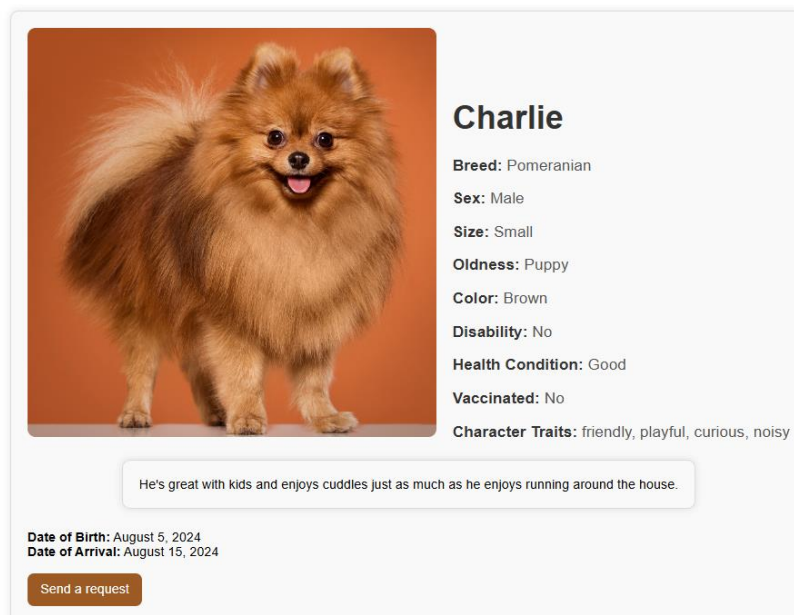 Charlie
Breed: Pomeranian
Sex: Male
Size: Small
Oldness: Puppy
Color: Brown
Disability: No
Health Condition: Good
Vaccinated: No
Character Traits: friendly, playful, curious, noisy
He's great with kids and enjoys cuddles just as much as he enjoys running around the house.
Date of Birth: August 5, 2024
Date of Arrival: August 15, 2024
Send a request